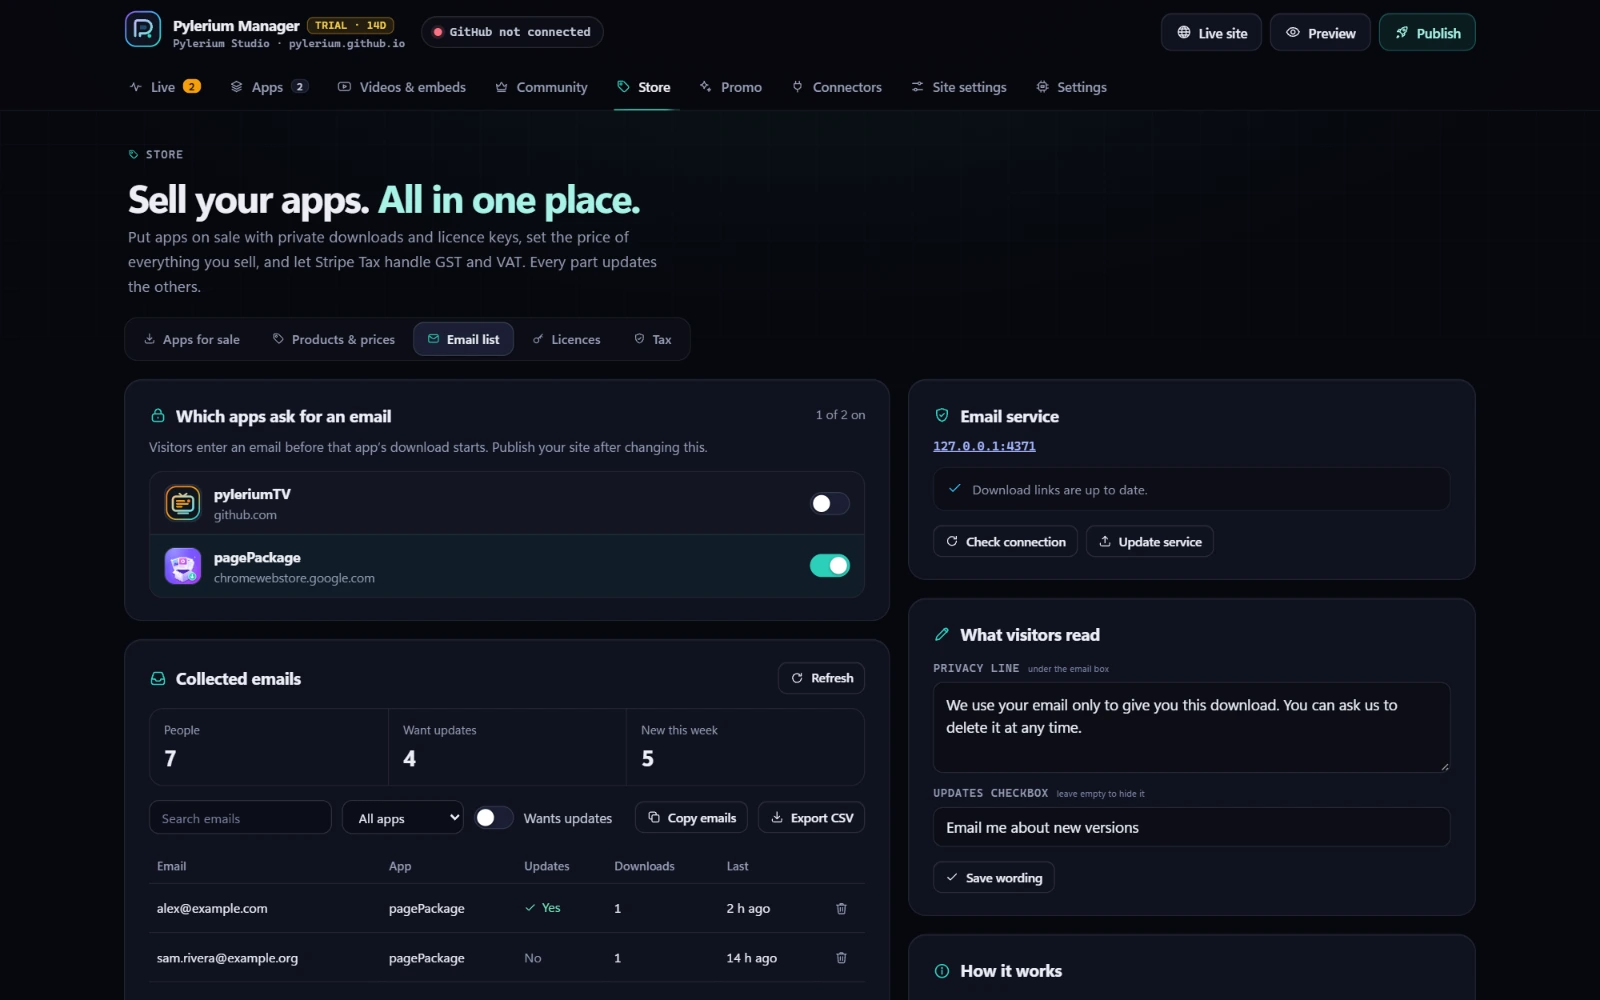 Pylerium Manager
TRIAL · 14D
Pylerium Studio · pylerium.github.io
GitHub not connected
Live site
Preview
Publish
Live 2
Apps 2
Videos & embeds
Community
Store
Promo
Connectors
Site settings
Settings
STORE
Sell your apps. All in one place.
Put apps on sale with private downloads and licence keys, set the price of
everything you sell, and let Stripe Tax handle GST and VAT. Every part updates
the others.
Apps for sale
Products & prices
Email list
Licences
Tax
Which apps ask for an email
1 of 2 on
Visitors enter an email before that app's download starts. Publish your site after changing this.
pyleriumTV
github.com
pagePackage
chromewebstore.google.com
Collected emails
Refresh
People
7
Want updates
4
New this week
5
Search emails
All apps
Wants updates
Copy emails
Export CSV
Email App Updates Downloads Last
alex@example.com pagePackage Yes 1 2 h ago
sam.rivera@example.org pagePackage No 1 14 h ago
Email service
127.0.0.1:4371
Download links are up to date.
Check connection
Update service
What visitors read
PRIVACY LINE under the email box
We use your email only to give you this download. You can ask us to
delete it at any time.
UPDATES CHECKBOX leave empty to hide it
Email me about new versions
Save wording
How it works